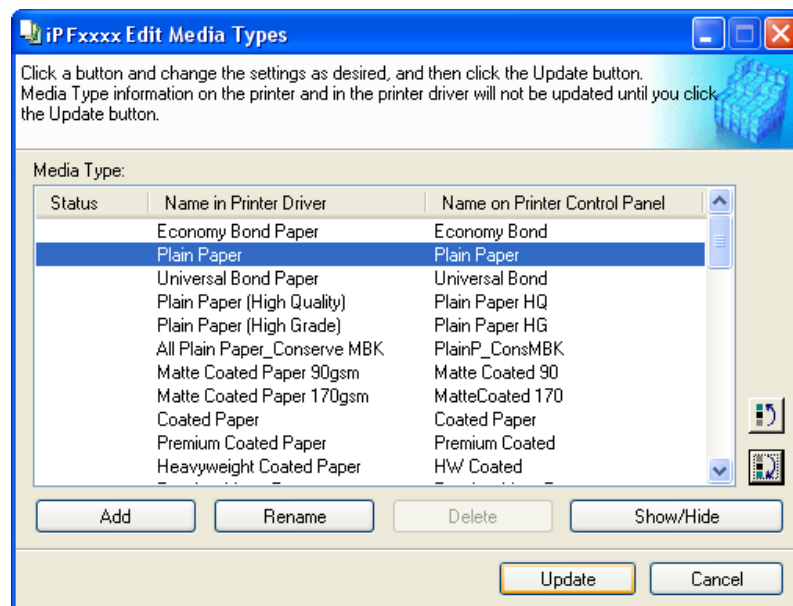 iPFxxxx Edit Media Types
Click a button and change the settings as desired, and then click the Update button.
Media Type information on the printer and in the printer driver will not be updated until you click
the Update button.
Media Type:
Status Name in Printer Driver Name on Printer Control Panel
Economy Bond Paper Economy Bond
Plain Paper Plain Paper
Universal Bond Paper Universal Bond
Plain Paper (High Quality) Plain Paper HQ
Plain Paper (High Grade) Plain Paper HG
All Plain Paper_Conserve MBK PlainP_ConsMBK
Matte Coated Paper 90gsm Matte Coated 90
Matte Coated Paper 170gsm MatteCoated 170
Coated Paper Coated Paper
Premium Coated Paper Premium Coated
Heavyweight Coated Paper HW Coated
Add Rename Delete Show/Hide
Update Cancel